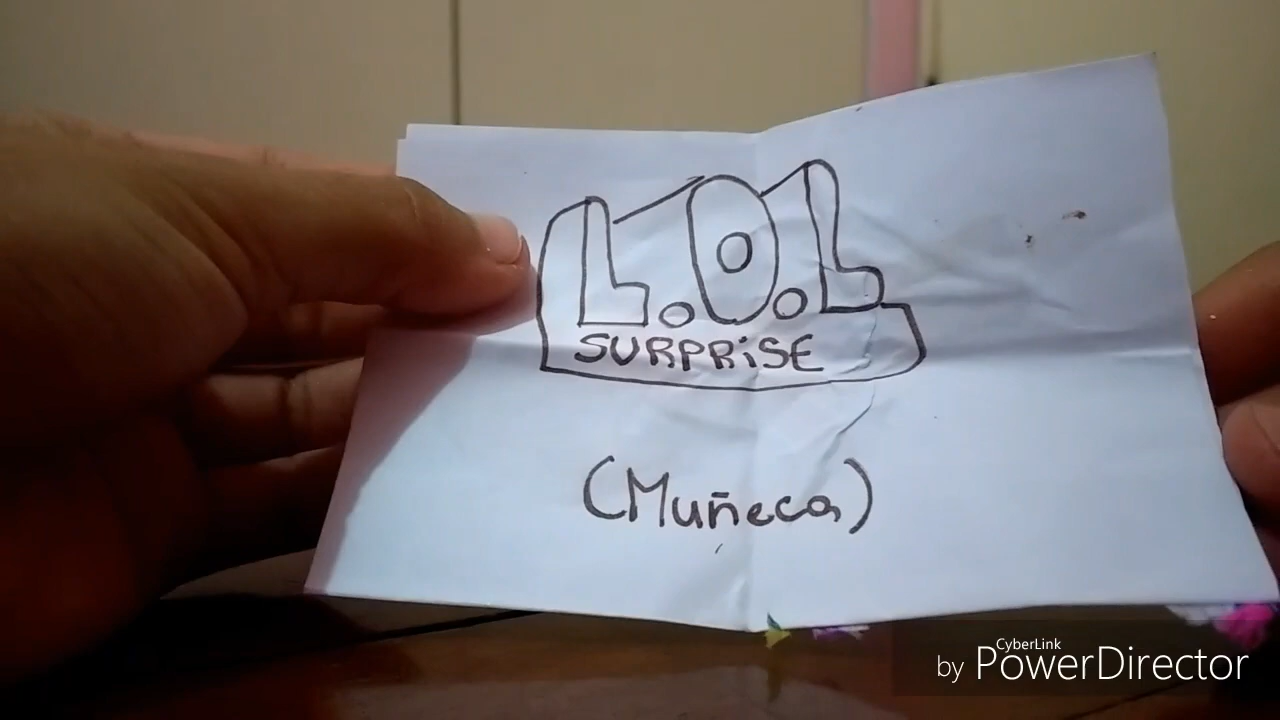 L.O.L
SURPRiSE
(Muñeca)
CyberLink
by PowerDirector